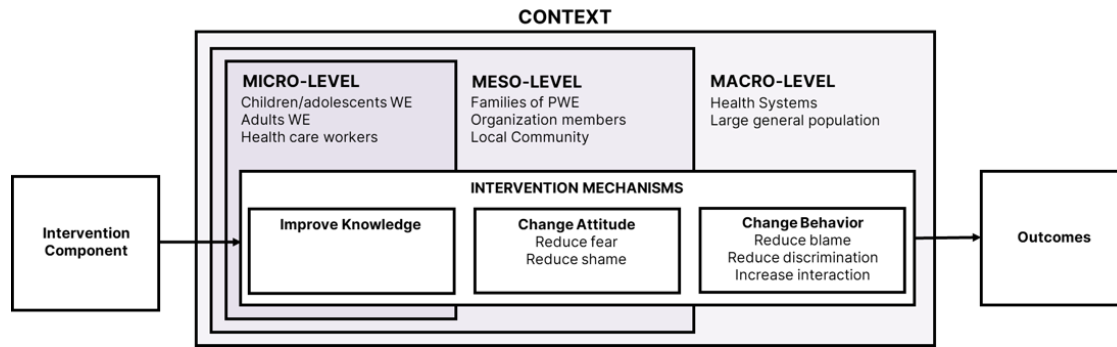 CONTEXT
MICRO-LEVEL
Children/adolescents WE
Adults WE
Health care workers
MESO-LEVEL
Families of PWE
Organization members
Local Community
MACRO-LEVEL
Health Systems
Large general population
Intervention
Component
INTERVENTION MECHANISMS
Improve Knowledge
Change Attitude
Reduce fear
Reduce shame
Change Behavior
Reduce blame
Reduce discrimination
Increase interaction
Outcomes